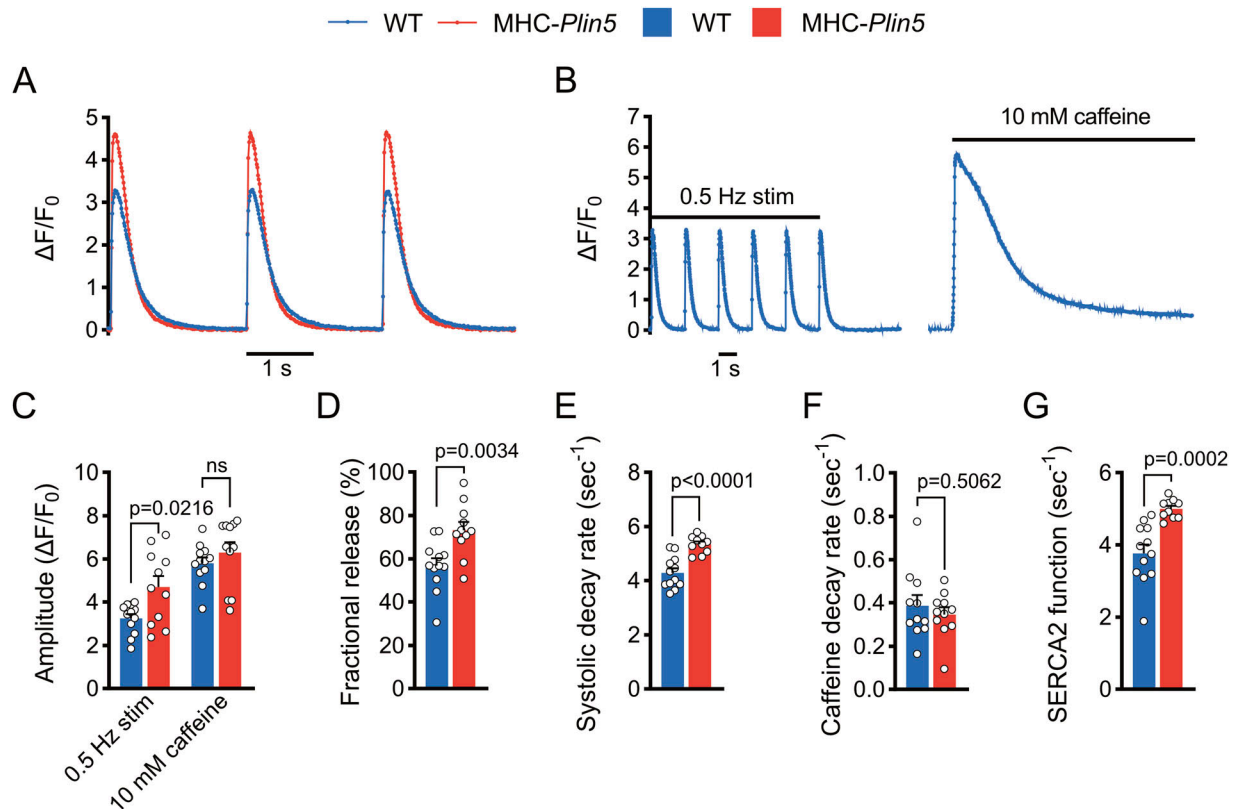 WT MHC-Plin5 WT MHC-Plin5
A
5
4
3
2
1
0
ΔF/F0
1 s
B
7
6
5
4
3
2
1
0
ΔF/F0
0.5 Hz stim
10 mM caffeine
1 s
C
Amplitude (ΔF/F0)
10
8
6
4
2
0
p=0.0216
ns
0.5 Hz stim
10 mM caffeine
D
Fractional release (%)
100
80
60
40
20
0
p=0.0034
E
Systolic decay rate (sec-1)
8
6
4
2
0
p<0.0001
F
Caffeine decay rate (sec-1)
1.0
0.8
0.6
0.4
0.2
0.0
p=0.5062
G
SERCA2 function (sec-1)
6
4
2
0
p=0.0002